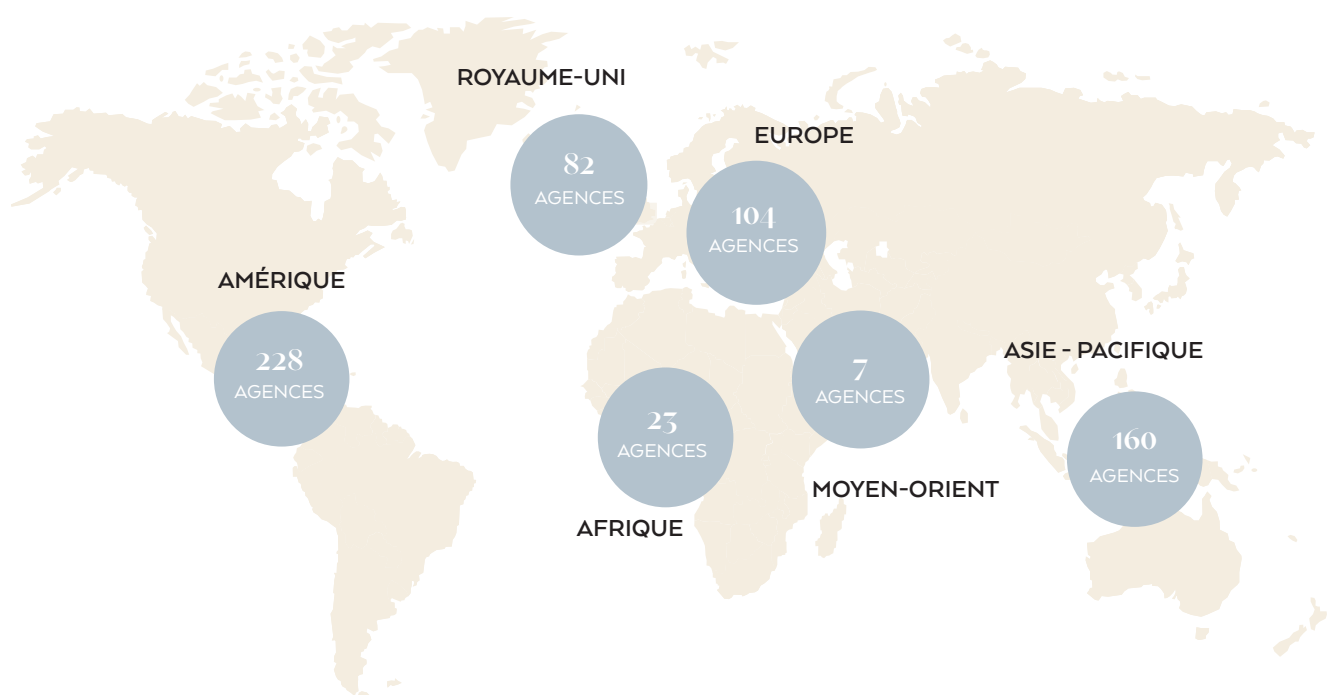 ROYAUME-UNI
82
AGENCES
EUROPE
104
AGENCES
AMÉRIQUE
228
AGENCES
7
AGENCES
MOYEN-ORIENT
23
AGENCES
AFRIQUE
ASIE - PACIFIQUE
160
AGENCES